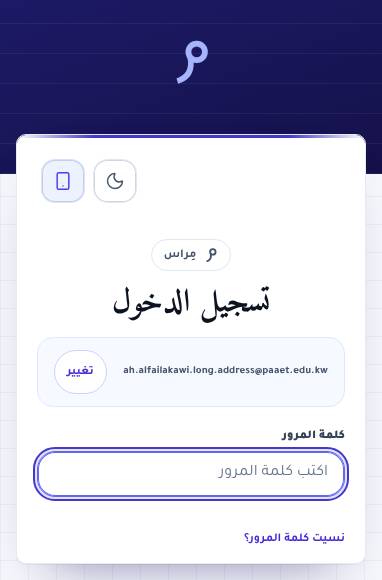 م
م مِراس
تسجيل الدخول
ah.alfailakawi.long.address@paaet.edu.kw
تغيير
كلمة المرور
اكتب كلمة المرور
نسيت كلمة المرور؟